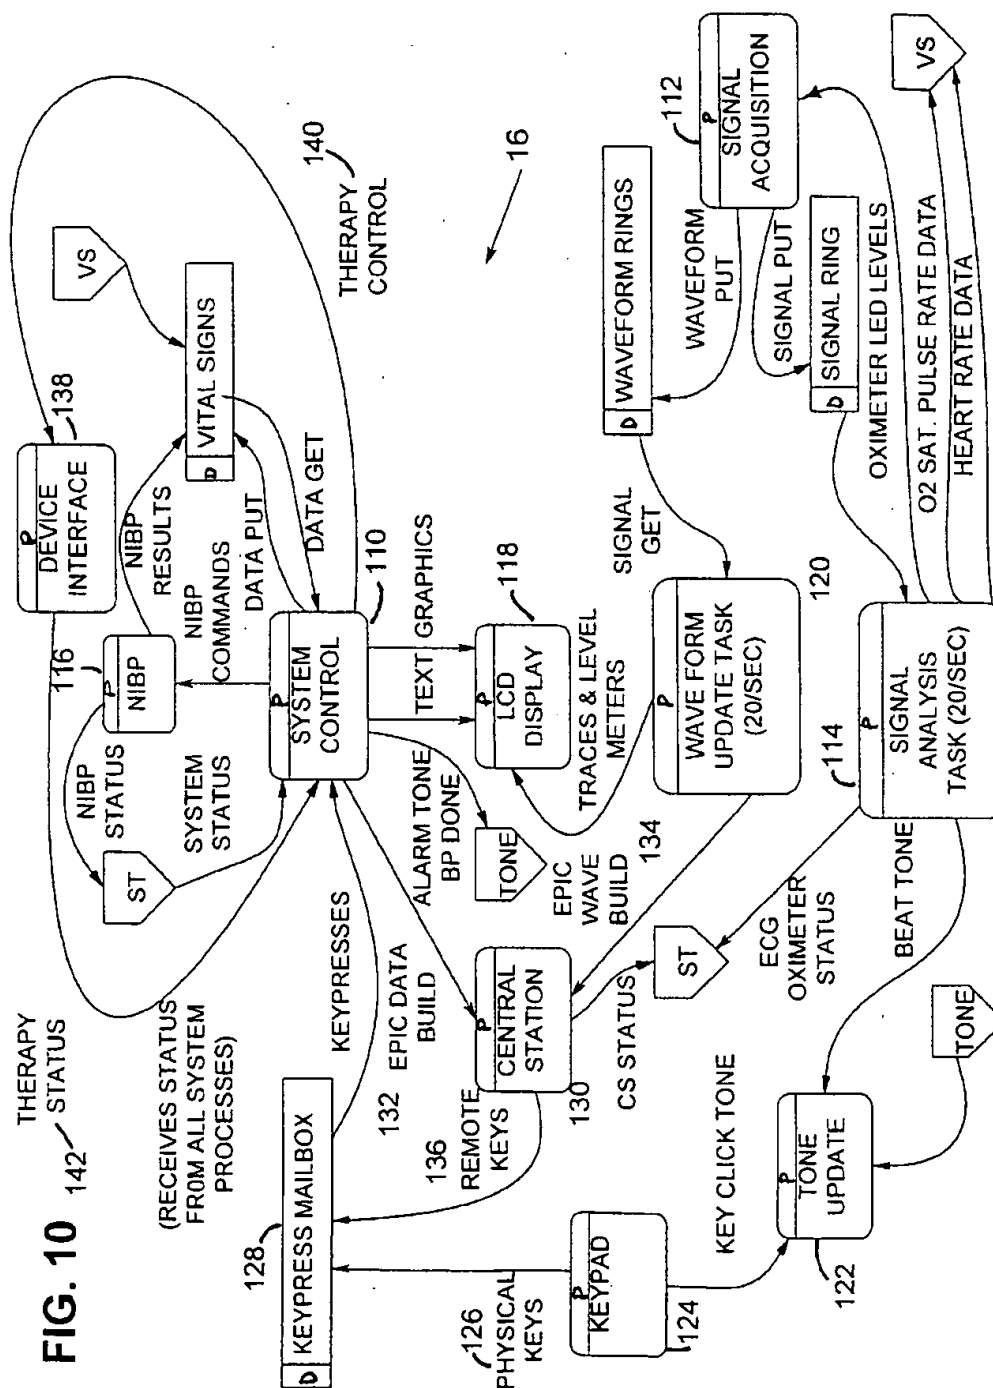 FIG. 10
142
THERAPY
STATUS
(RECEIVES STATUS
FR0M ALL SYSTEM
PROCESSES)
128
D
KEYPRESS MAILBOX
KEYPRESSES
132
EPIC DATA
BUILD
136
REMOTE
KEYS
126
PHYSICAL
KEYS
P
KEYPAD
124
KEY CLICK TONE
P
TONE
UPDATE
122
TONE
BEAT TONE
P
CENTRAL
STATION
130
CS STATUS
ST
ECG
OXIMETER
STATUS
ST
NIBP
STATUS
SYSTEM
STATUS
116
P
NIBP
P
DEVICE
INTERFACE
138
NIBP
RESULTS
NIBP
COMMANDS
DATA PUT
D
VITAL SIGNS
VS
DATA GET
THERAPY
CONTROL
140
P
SYSTEM
CONTROL
110
TEXT
GRAPHICS
ALARM TONE
BP DONE
TONE
P
LCD
DISPLAY
118
EPIC
WAVE
BUILD
134
TRACES & LEVEL
METERS
16
P
WAVE FORM
UPDATE TASK
(20/SEC)
120
SIGNAL
GET
D
WAVEFORM RINGS
WAVEFORM
PUT
SIGNAL PUT
D
SIGNAL RING
112
P
SIGNAL
ACQUISITION
114
P
SIGNAL
ANALYSIS
TASK (20/SEC)
OXIMETER LED LEVELS
O2 SAT. PULSE RATE DATA
HEART RATE DATA
VS